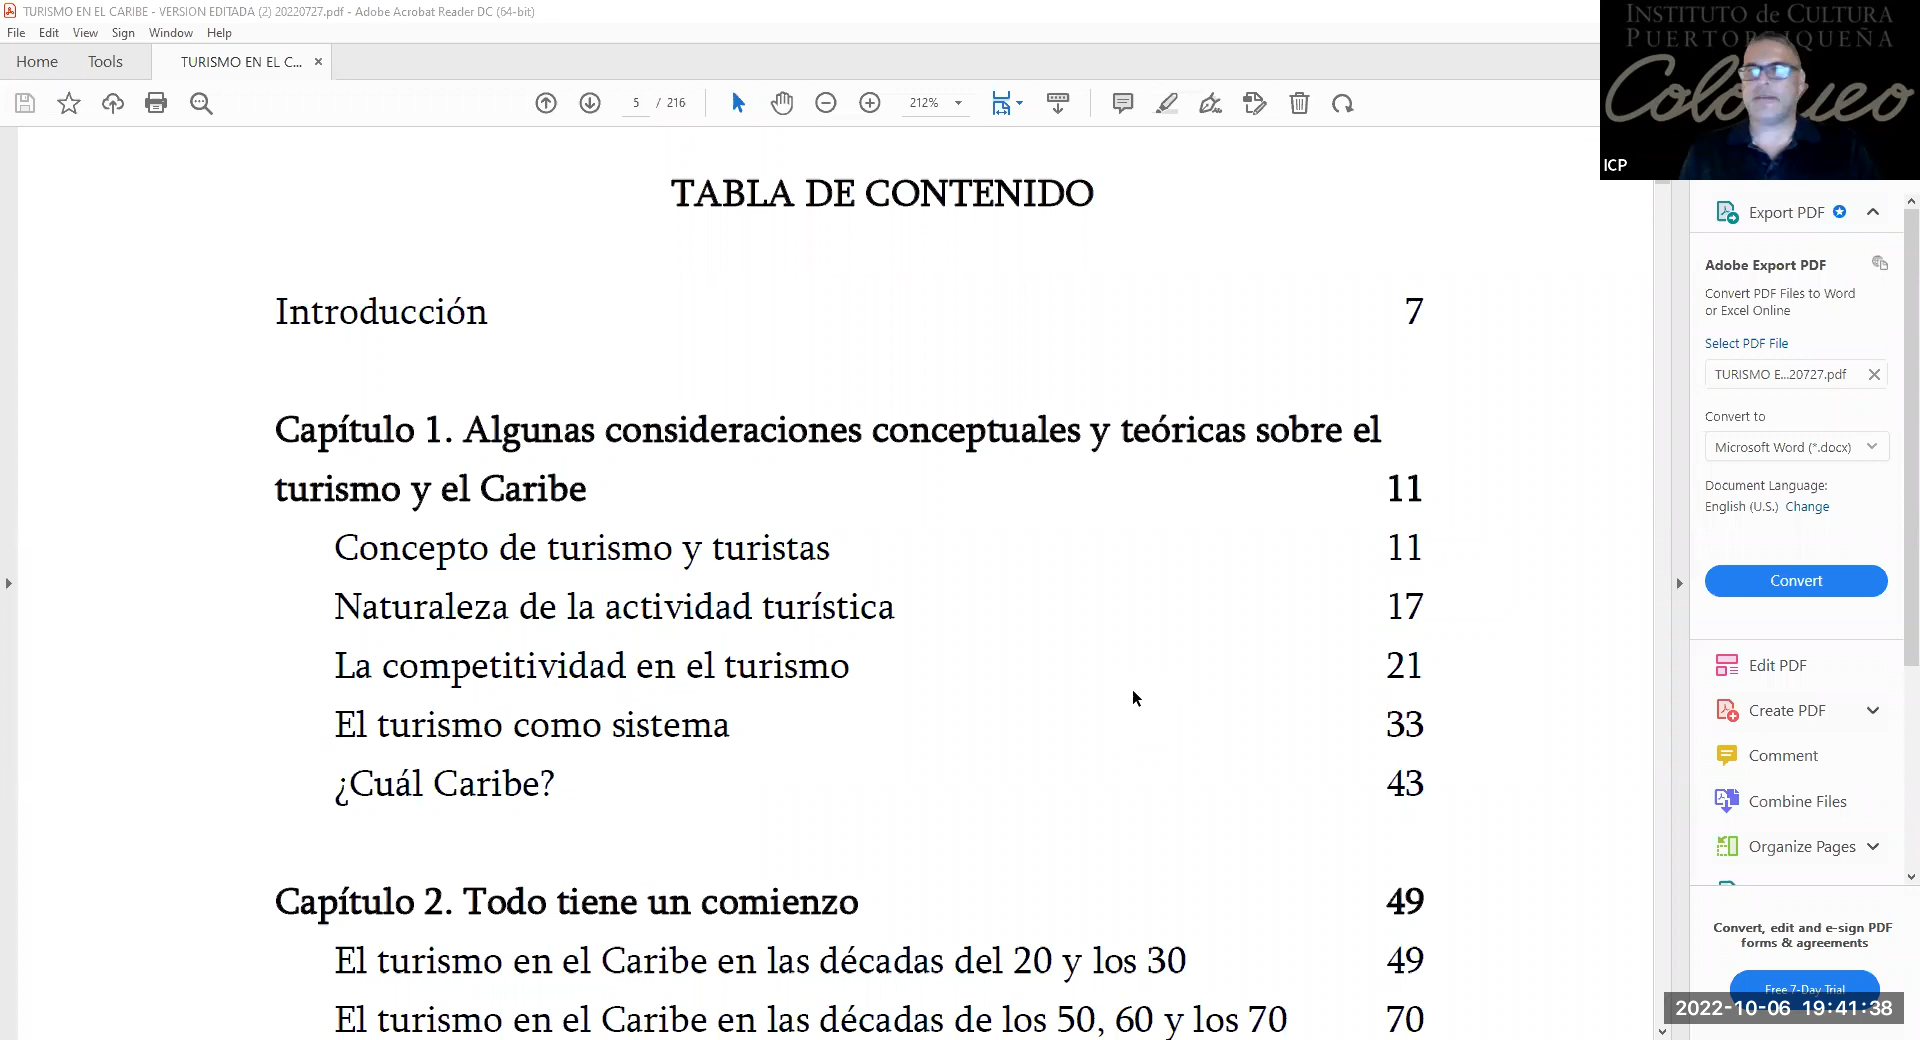 TURISMO EN EL CARIBE - VERSION EDITADA (2) 20220727.pdf - Adobe Acrobat Reader DC (64-bit)
File Edit View Sign Window Help
Home Tools TURISMO EN EL C... ×
5 / 216 212%
INSTITUTO de CULTURA
ICP
TABLA DE CONTENIDO
Introducción 7
Capítulo 1. Algunas consideraciones conceptuales y teóricas sobre el
turismo y el Caribe 11
Concepto de turismo y turistas 11
Naturaleza de la actividad turística 17
La competitividad en el turismo 21
El turismo como sistema 33
¿Cuál Caribe? 43
Capítulo 2. Todo tiene un comienzo 49
El turismo en el Caribe en las décadas del 20 y los 30 49
El turismo en el Caribe en las décadas de los 50, 60 y los 70 70
Export PDF
Adobe Export PDF
Convert PDF Files to Word
or Excel Online
Select PDF File
TURISMO E...20727.pdf
Convert to
Microsoft Word (*.docx)
Document Language:
English (U.S.) Change
Convert
Edit PDF
Create PDF
Comment
Combine Files
Organize Pages
Convert, edit and e-sign PDF
forms & agreements
Free 7-Day Trial
2022-10-06 19:41:38